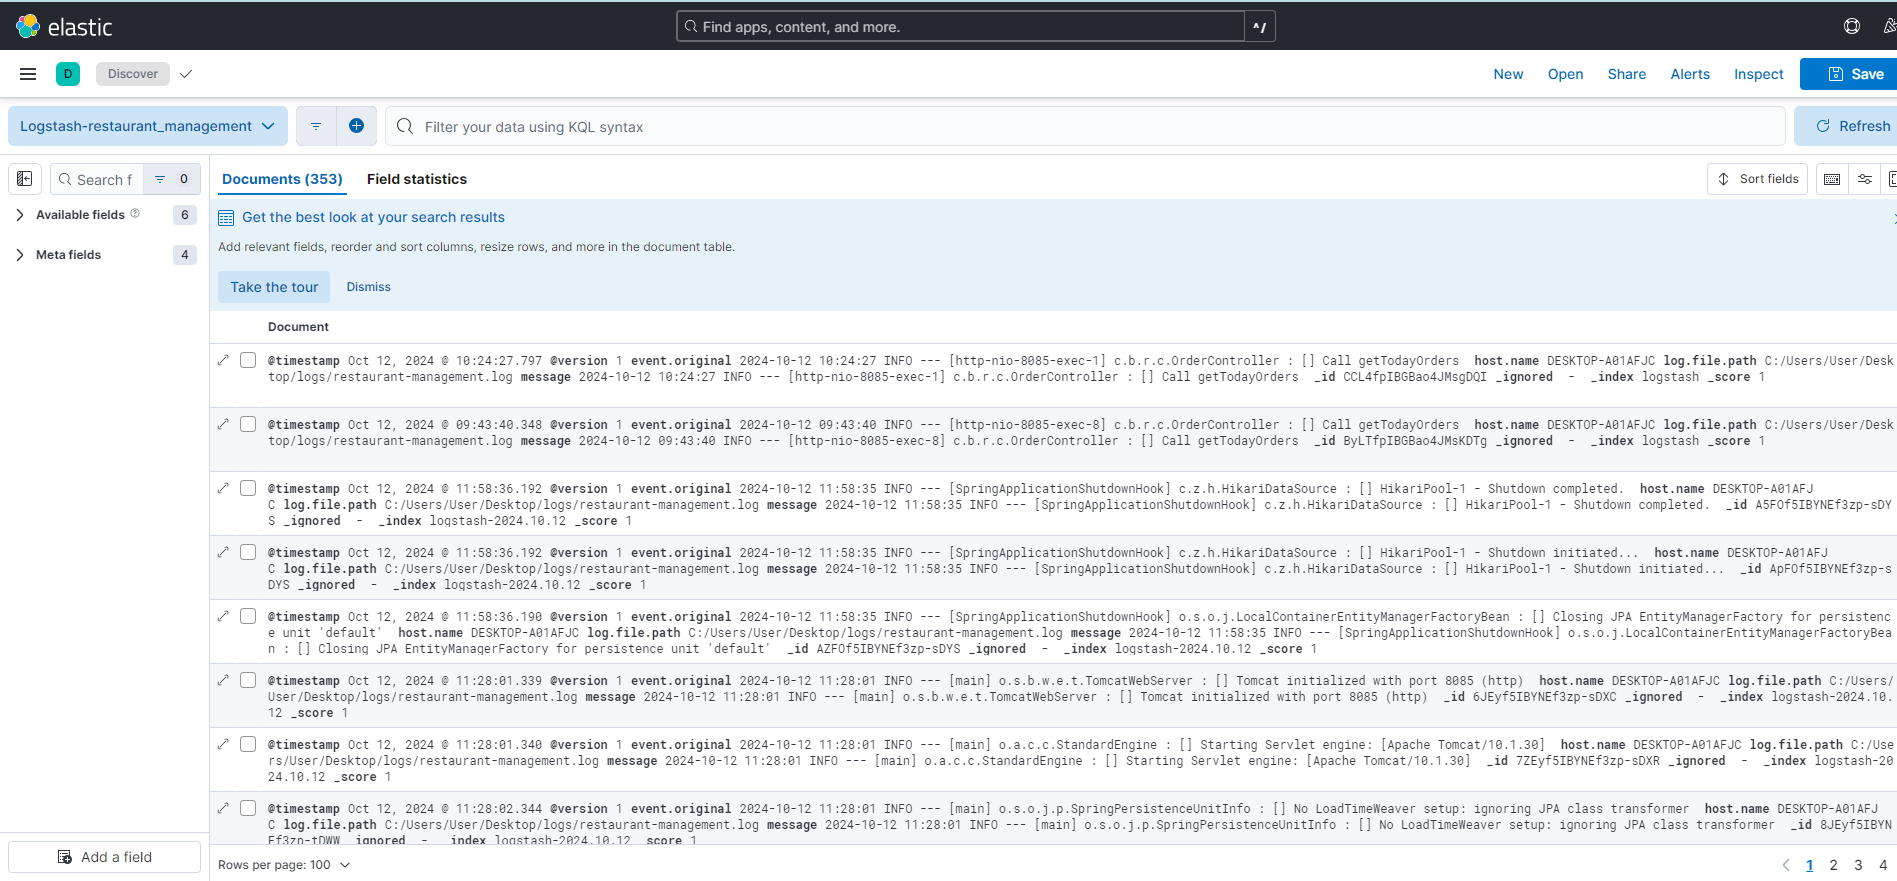 elastic
Find apps, content, and more.
^/
D
Discover
New
Open
Share
Alerts
Inspect
Save
Logstash-restaurant_management
Filter your data using KQL syntax
Refresh
Search f
0
Documents (353)
Field statistics
Sort fields
Available fields
6
Meta fields
4
Get the best look at your search results
Add relevant fields, reorder and sort columns, resize rows, and more in the document table.
Take the tour
Dismiss
Document
@timestamp Oct 12, 2024 @ 10:24:27.797 @version 1 event.original 2024-10-12 10:24:27 INFO --- [http-nio-8085-exec-1] c.b.r.c.OrderController : [] Call getTodayOrders host.name DESKTOP-A01AFJC log.file.path C:/Users/User/Desk
top/logs/restaurant-management.log message 2024-10-12 10:24:27 INFO --- [http-nio-8085-exec-1] c.b.r.c.OrderController : [] Call getTodayOrders _id CCL4fpIBGBao4JMsgDQI _ignored - _index logstash _score 1
@timestamp Oct 12, 2024 @ 09:43:40.348 @version 1 event.original 2024-10-12 09:43:40 INFO --- [http-nio-8085-exec-8] c.b.r.c.OrderController : [] Call getTodayOrders host.name DESKTOP-A01AFJC log.file.path C:/Users/User/Desk
top/logs/restaurant-management.log message 2024-10-12 09:43:40 INFO --- [http-nio-8085-exec-8] c.b.r.c.OrderController : [] Call getTodayOrders _id ByLTfpIBGBao4JMsKDTg _ignored - _index logstash _score 1
@timestamp Oct 12, 2024 @ 11:58:36.192 @version 1 event.original 2024-10-12 11:58:35 INFO --- [SpringApplicationShutdownHook] c.z.h.HikariDataSource : [] HikariPool-1 - Shutdown completed. host.name DESKTOP-A01AFJ
C log.file.path C:/Users/User/Desktop/logs/restaurant-management.log message 2024-10-12 11:58:35 INFO --- [SpringApplicationShutdownHook] c.z.h.HikariDataSource : [] HikariPool-1 - Shutdown completed. _id A5FOf5IBYNEf3zp-sDY
S _ignored - _index logstash-2024.10.12 _score 1
@timestamp Oct 12, 2024 @ 11:58:36.192 @version 1 event.original 2024-10-12 11:58:35 INFO --- [SpringApplicationShutdownHook] c.z.h.HikariDataSource : [] HikariPool-1 - Shutdown initiated... host.name DESKTOP-A01AFJ
C log.file.path C:/Users/User/Desktop/logs/restaurant-management.log message 2024-10-12 11:58:35 INFO --- [SpringApplicationShutdownHook] c.z.h.HikariDataSource : [] HikariPool-1 - Shutdown initiated... _id ApFOf5IBYNEf3zp-s
DYS _ignored - _index logstash-2024.10.12 _score 1
@timestamp Oct 12, 2024 @ 11:58:36.190 @version 1 event.original 2024-10-12 11:58:35 INFO --- [SpringApplicationShutdownHook] o.s.o.j.LocalContainerEntityManagerFactoryBean : [] Closing JPA EntityManagerFactory for persistenc
e unit 'default' host.name DESKTOP-A01AFJC log.file.path C:/Users/User/Desktop/logs/restaurant-management.log message 2024-10-12 11:58:35 INFO --- [SpringApplicationShutdownHook] o.s.o.j.LocalContainerEntityManagerFactoryBea
n : [] Closing JPA EntityManagerFactory for persistence unit 'default' _id AZFOf5IBYNEf3zp-sDYS _ignored - _index logstash-2024.10.12 _score 1
@timestamp Oct 12, 2024 @ 11:28:01.339 @version 1 event.original 2024-10-12 11:28:01 INFO --- [main] o.s.b.w.e.t.TomcatWebServer : [] Tomcat initialized with port 8085 (http) host.name DESKTOP-A01AFJC log.file.path C:/Users/
User/Desktop/logs/restaurant-management.log message 2024-10-12 11:28:01 INFO --- [main] o.s.b.w.e.t.TomcatWebServer : [] Tomcat initialized with port 8085 (http) _id 6JEyf5IBYNEf3zp-sDXC _ignored - _index logstash-2024.10.
12 _score 1
@timestamp Oct 12, 2024 @ 11:28:01.340 @version 1 event.original 2024-10-12 11:28:01 INFO --- [main] o.a.c.c.StandardEngine : [] Starting Servlet engine: [Apache Tomcat/10.1.30] host.name DESKTOP-A01AFJC log.file.path C:/Use
rs/User/Desktop/logs/restaurant-management.log message 2024-10-12 11:28:01 INFO --- [main] o.a.c.c.StandardEngine : [] Starting Servlet engine: [Apache Tomcat/10.1.30] _id 7ZEyf5IBYNEf3zp-sDXR _ignored - _index logstash-20
24.10.12 _score 1
@timestamp Oct 12, 2024 @ 11:28:02.344 @version 1 event.original 2024-10-12 11:28:01 INFO --- [main] o.s.o.j.p.SpringPersistenceUnitInfo : [] No LoadTimeWeaver setup: ignoring JPA class transformer host.name DESKTOP-A01AFJ
C log.file.path C:/Users/User/Desktop/logs/restaurant-management.log message 2024-10-12 11:28:01 INFO --- [main] o.s.o.j.p.SpringPersistenceUnitInfo : [] No LoadTimeWeaver setup: ignoring JPA class transformer _id 8JEyf5IBYN
Ef3zp-tDWW _ignored - _index logstash-2024.10.12 _score 1
Add a field
Rows per page: 100
1
2
3
4